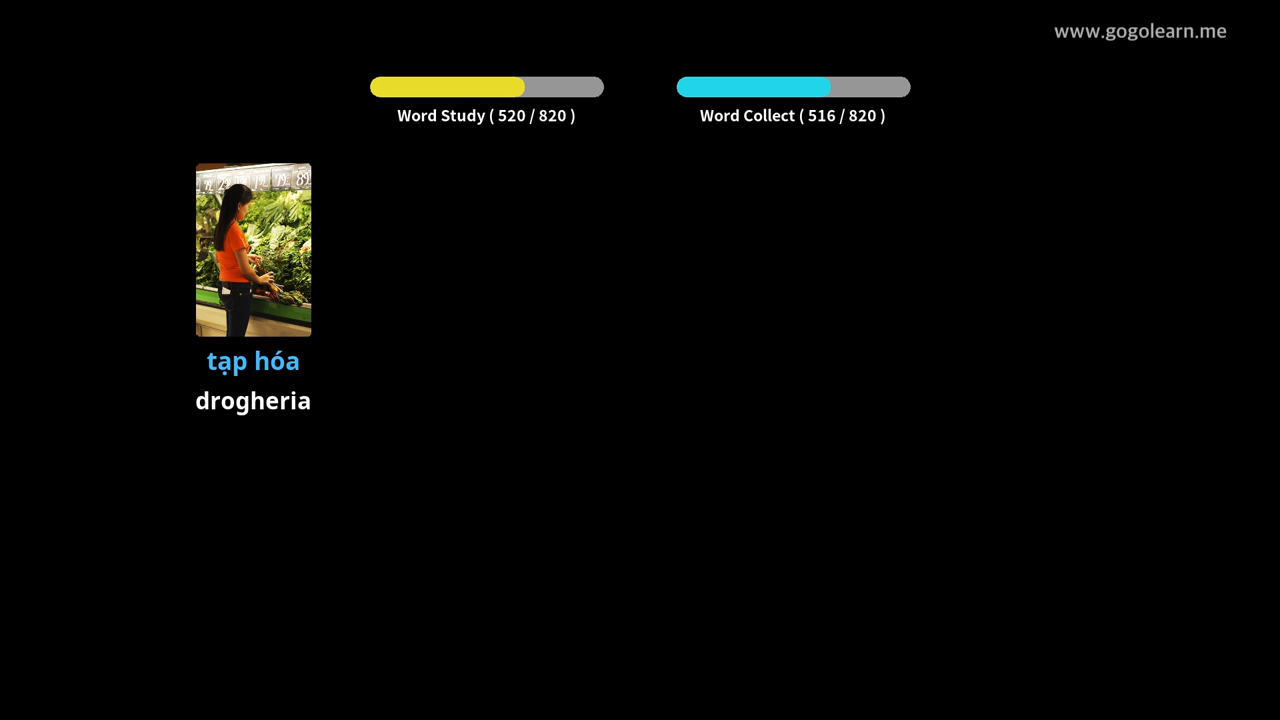 www.gogolearn.me
Word Study ( 520 / 820 )
Word Collect ( 516 / 820 )
tạp hóa
drogheria